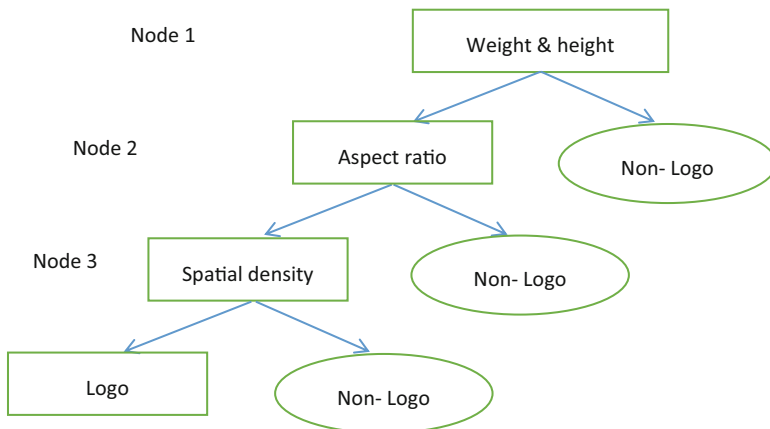 Node 1
Weight & height
Node 2
Aspect ratio
Non- Logo
Node 3
Spatial density
Non- Logo
Logo
Non- Logo